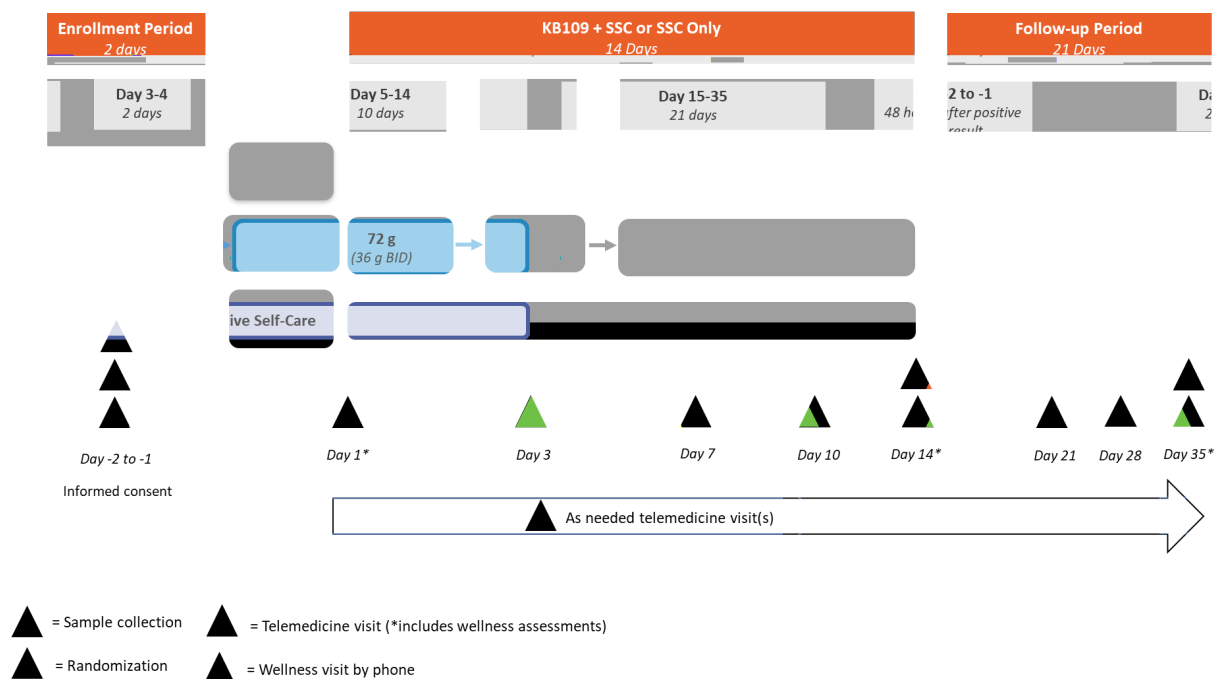 Enrollment Period
2 days
KB109 + SSC or SSC Only
14 Days
Follow-up Period
21 Days
Day 3-4
2 days
Day 5-14
10 days
Day 15-35
21 days
48
2 to -1
after positive
result
72 g
(36 g BID)
Self-Care
Day -2 to -1
Day 1*
Day 3
Day 7
Day 10
Day 14*
Day 21
Day 28
Day 35*
Informed consent
As needed telemedicine visit(s)
= Sample collection
= Telemedicine visit (*includes wellness assessments)
= Randomization
= Wellness visit by phone